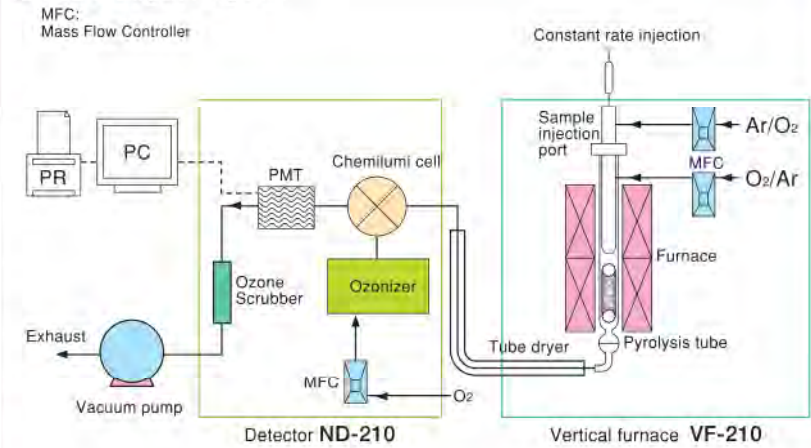 MFC:
Mass Flow Controller
Constant rate injection
Sample
injection
port
Ar/O₂
MFC
O₂/Ar
PC
PR
PMT
Chemilumi cell
Furnace
Ozone
Scrubber
Ozonizer
Exhaust
Tube dryer
Pyrolysis tube
MFC
O₂
Vacuum pump
Detector ND-210
Vertical furnace VF-210